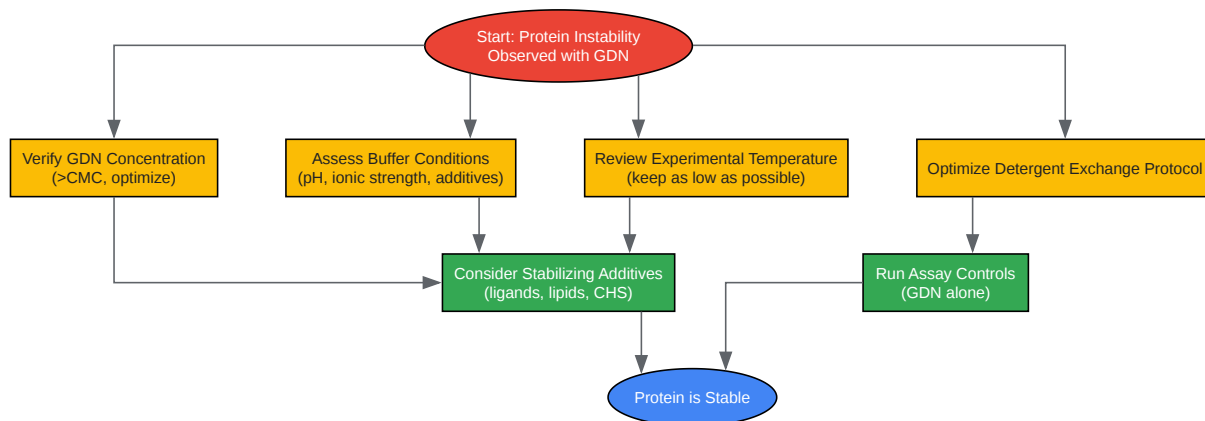 Start: Protein Instability
Observed with GDN
Verify GDN Concentration
(>CMC, optimize)
Assess Buffer Conditions
(pH, ionic strength, additives)
Review Experimental Temperature
(keep as low as possible)
Optimize Detergent Exchange Protocol
Consider Stabilizing Additives
(ligands, lipids, CHS)
Run Assay Controls
(GDN alone)
Protein is Stable